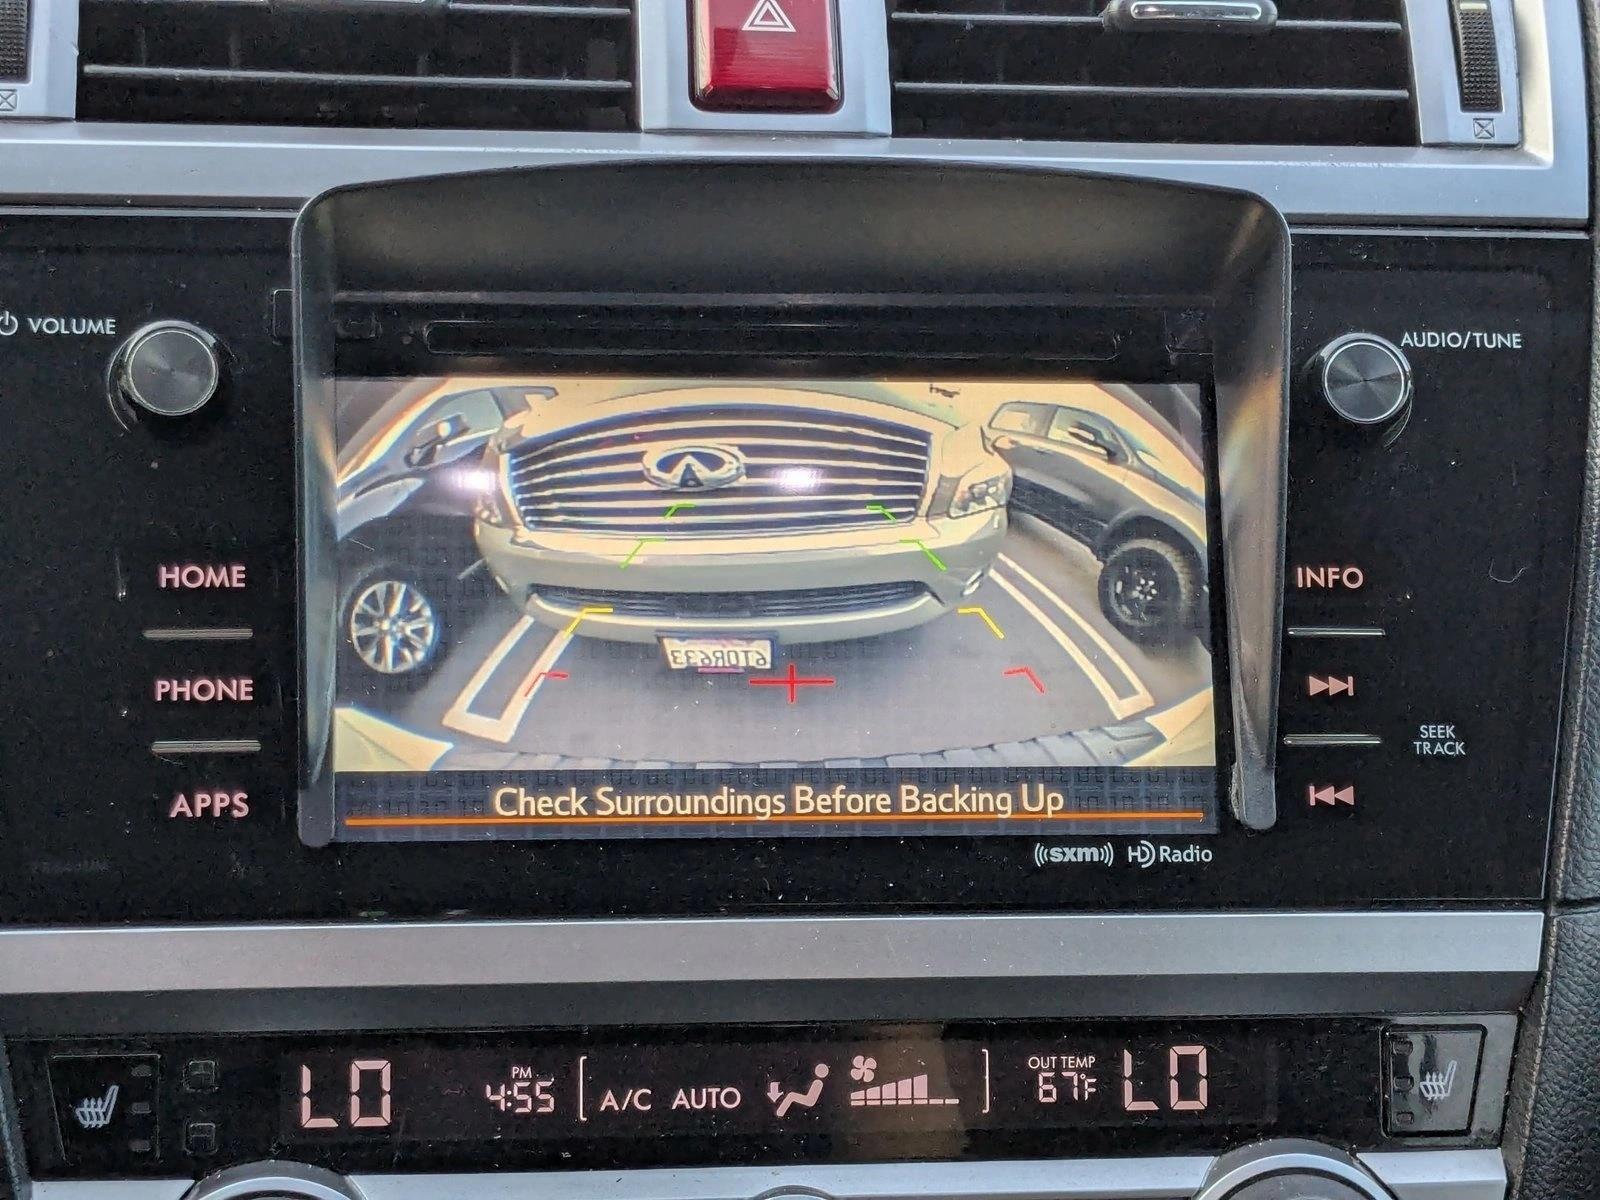 VOLUME
AUDIO/TUNE
HOME
INFO
PHONE
SEEK
TRACK
APPS
6TOR633
Check Surroundings Before Backing Up
((sxm)) HD Radio
LO
PM
4:55
A/C AUTO
OUT TEMP
67°F
LO